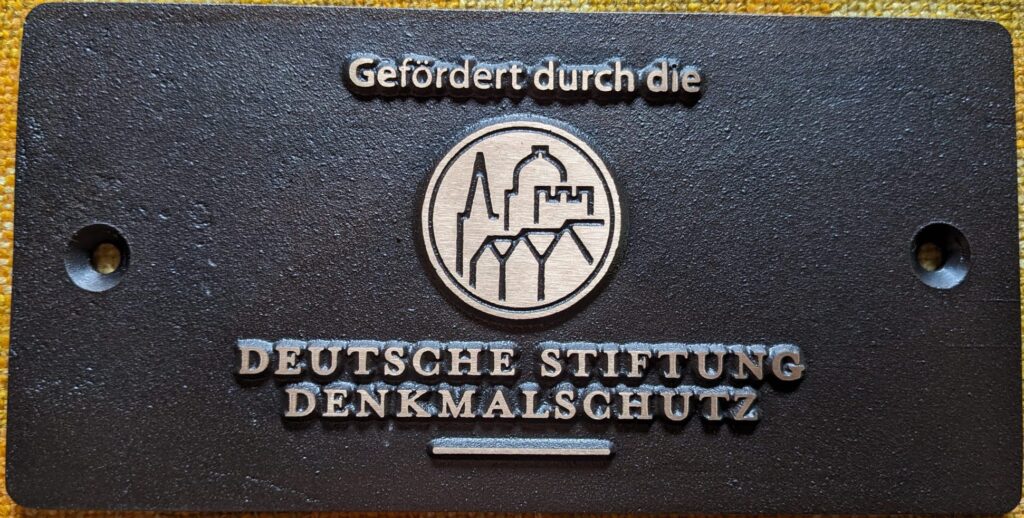 Gefördert durch die
DEUTSCHE STIFTUNG
DENKMALSCHUTZ